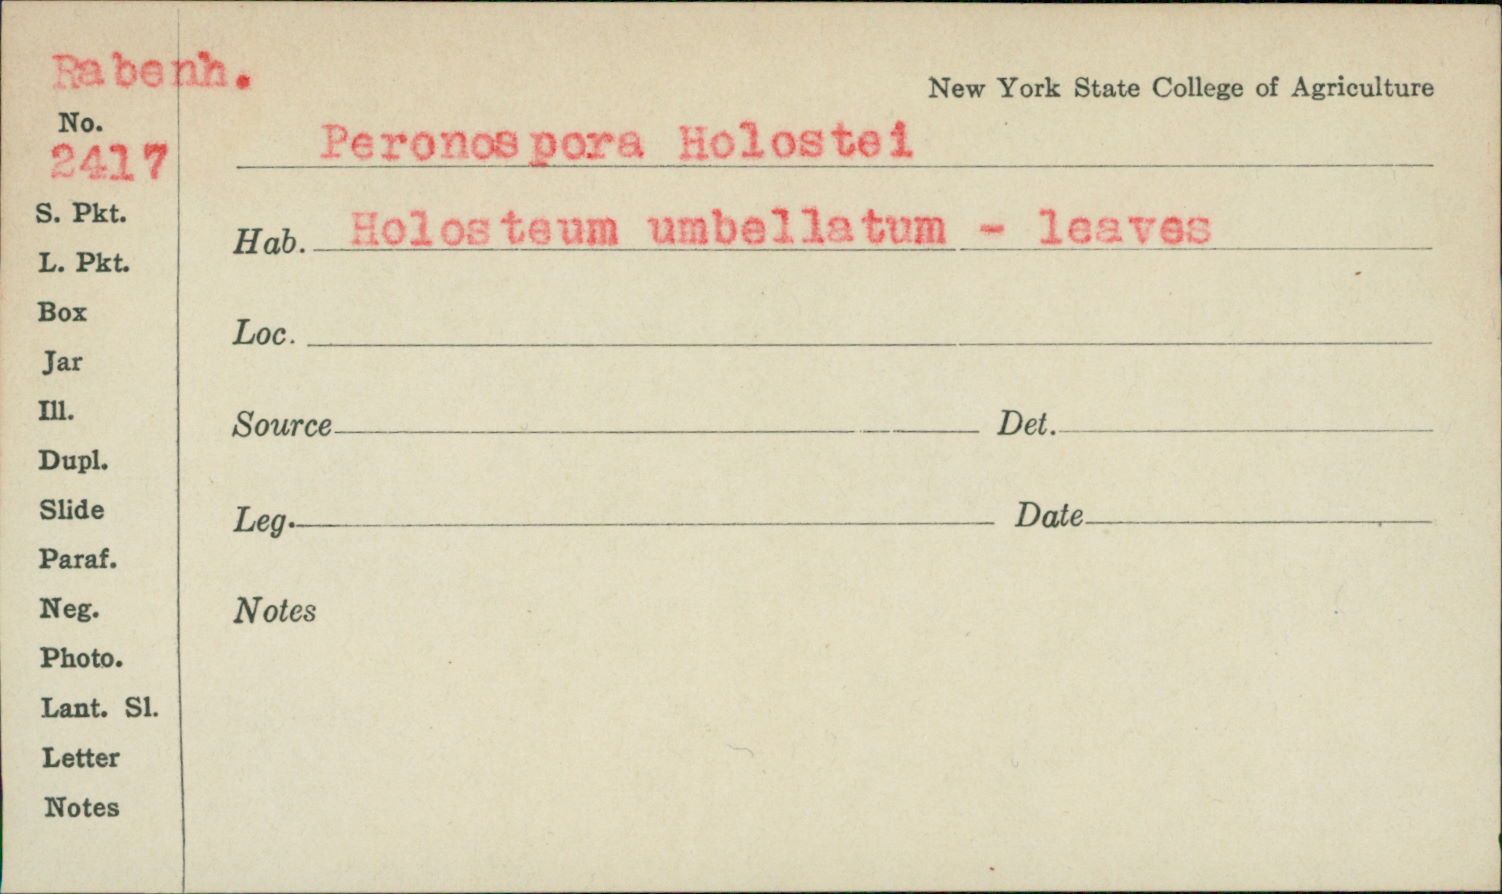 Rabenh.
New York State College of Agriculture
No.
2417
Peronospora Holostei
S. Pkt.
Hab. Holosteum umbellatum - leaves
L. Pkt.
Box
Loc.
Jar
Ill.
Source Det.
Dupl.
Slide
Leg. Date
Paraf.
Neg.
Notes
Photo.
Lant. Sl.
Letter
Notes